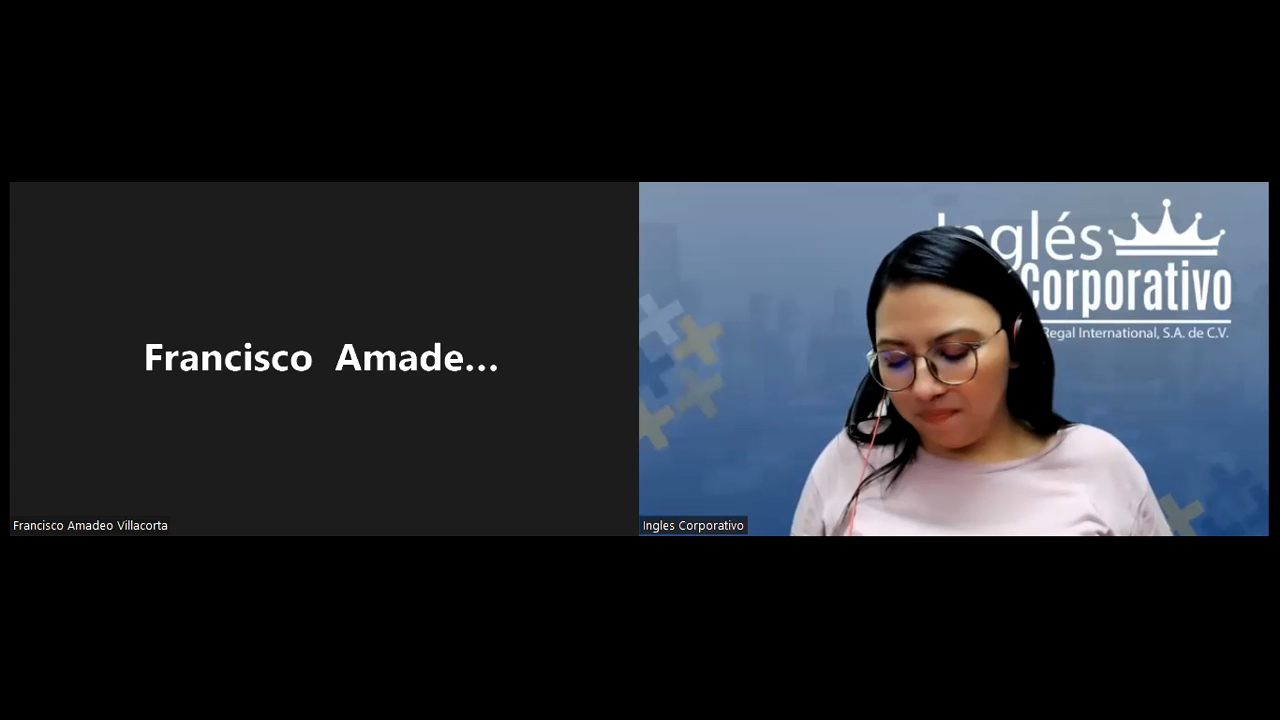 Francisco Amade...
Francisco Amadeo Villacorta
Inglés
Corporativo
Regal International, S.A. de C.V.
Ingles Corporativo